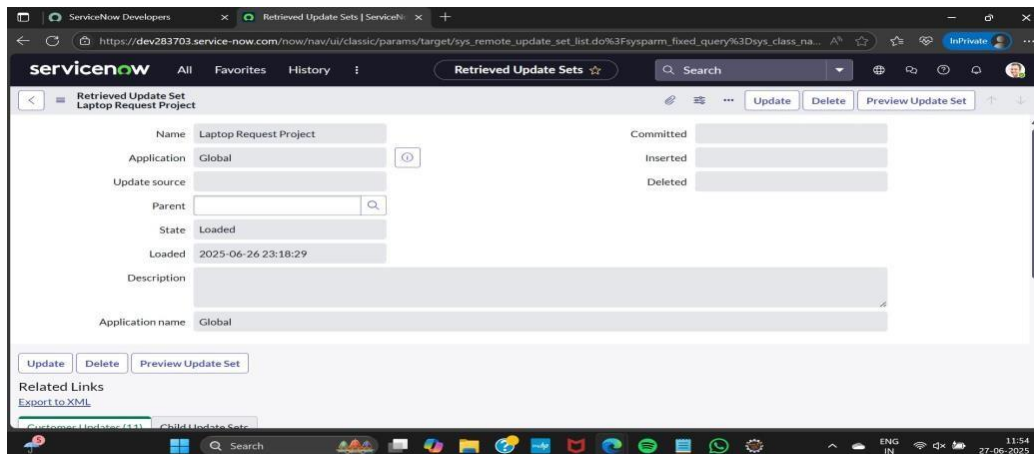 ServiceNow Developers
Retrieved Update Sets | ServiceN
https://dev283703.service-now.com/now/nav/ui/classic/params/target/sys_remote_update_set_list.do%3Fsysparm_fixed_query%3Dsys_class_na...
InPrivate
servicenow All Favorites History Retrieved Update Sets Search
Retrieved Update Set
Laptop Request Project
Update Delete Preview Update Set
Name Laptop Request Project Committed
Application Global Inserted
Update source Deleted
Parent
State Loaded
Loaded 2025-06-26 23:18:29
Description
Application name Global
Update Delete Preview Update Set
Related Links
Export to XML
Customer Updates (11) Child Update Sets
5 Search ENG 11:54
IN 27-06-2025